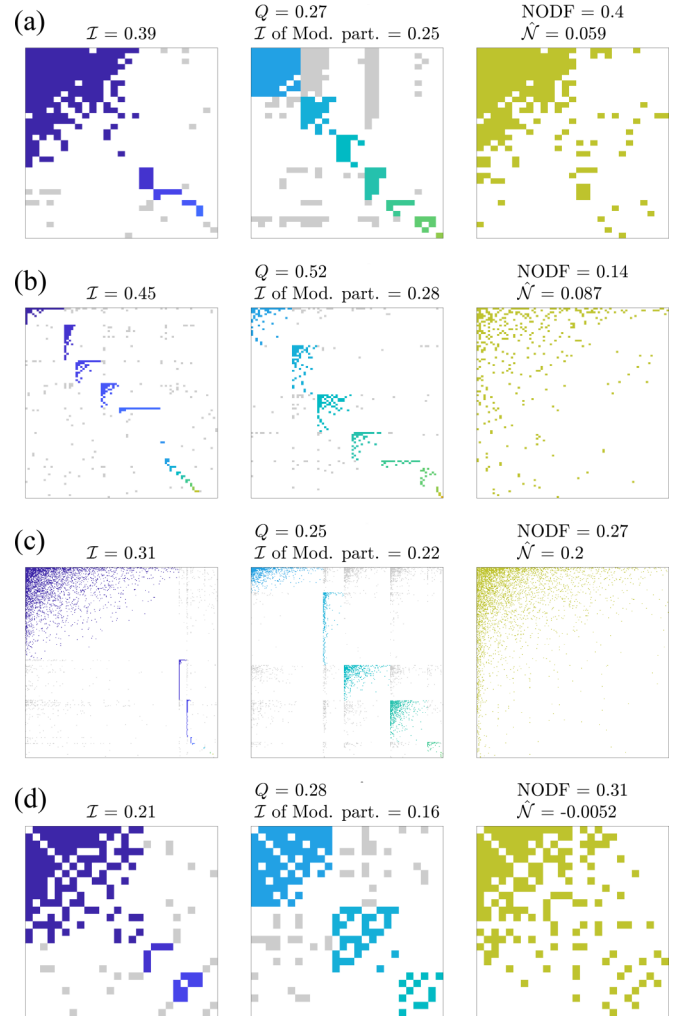 (a)
𝓘 = 0.39
Q = 0.27
𝓘 of Mod. part. = 0.25
NODF = 0.4
𝒩̂ = 0.059
(b)
𝓘 = 0.45
Q = 0.52
𝓘 of Mod. part. = 0.28
NODF = 0.14
𝒩̂ = 0.087
(c)
𝓘 = 0.31
Q = 0.25
𝓘 of Mod. part. = 0.22
NODF = 0.27
𝒩̂ = 0.2
(d)
𝓘 = 0.21
Q = 0.28
𝓘 of Mod. part. = 0.16
NODF = 0.31
𝒩̂ = -0.0052